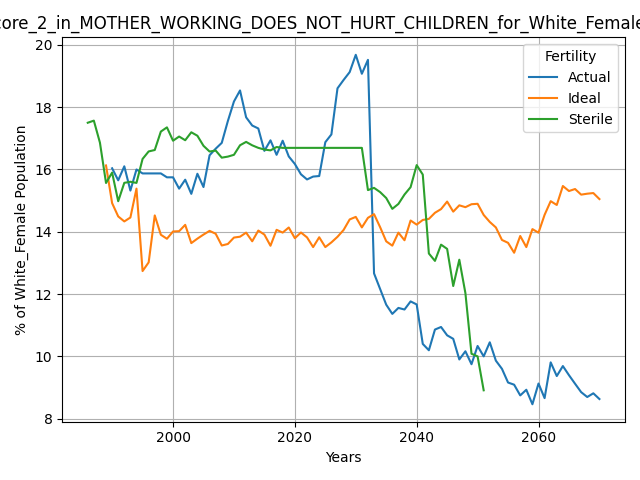 core_2_in_MOTHER_WORKING_DOES_NOT_HURT_CHILDREN_for_White_Female
Fertility
Actual
Ideal
Sterile
% of White_Female Population
20
18
16
14
12
10
8
2000 2020 2040 2060
Years